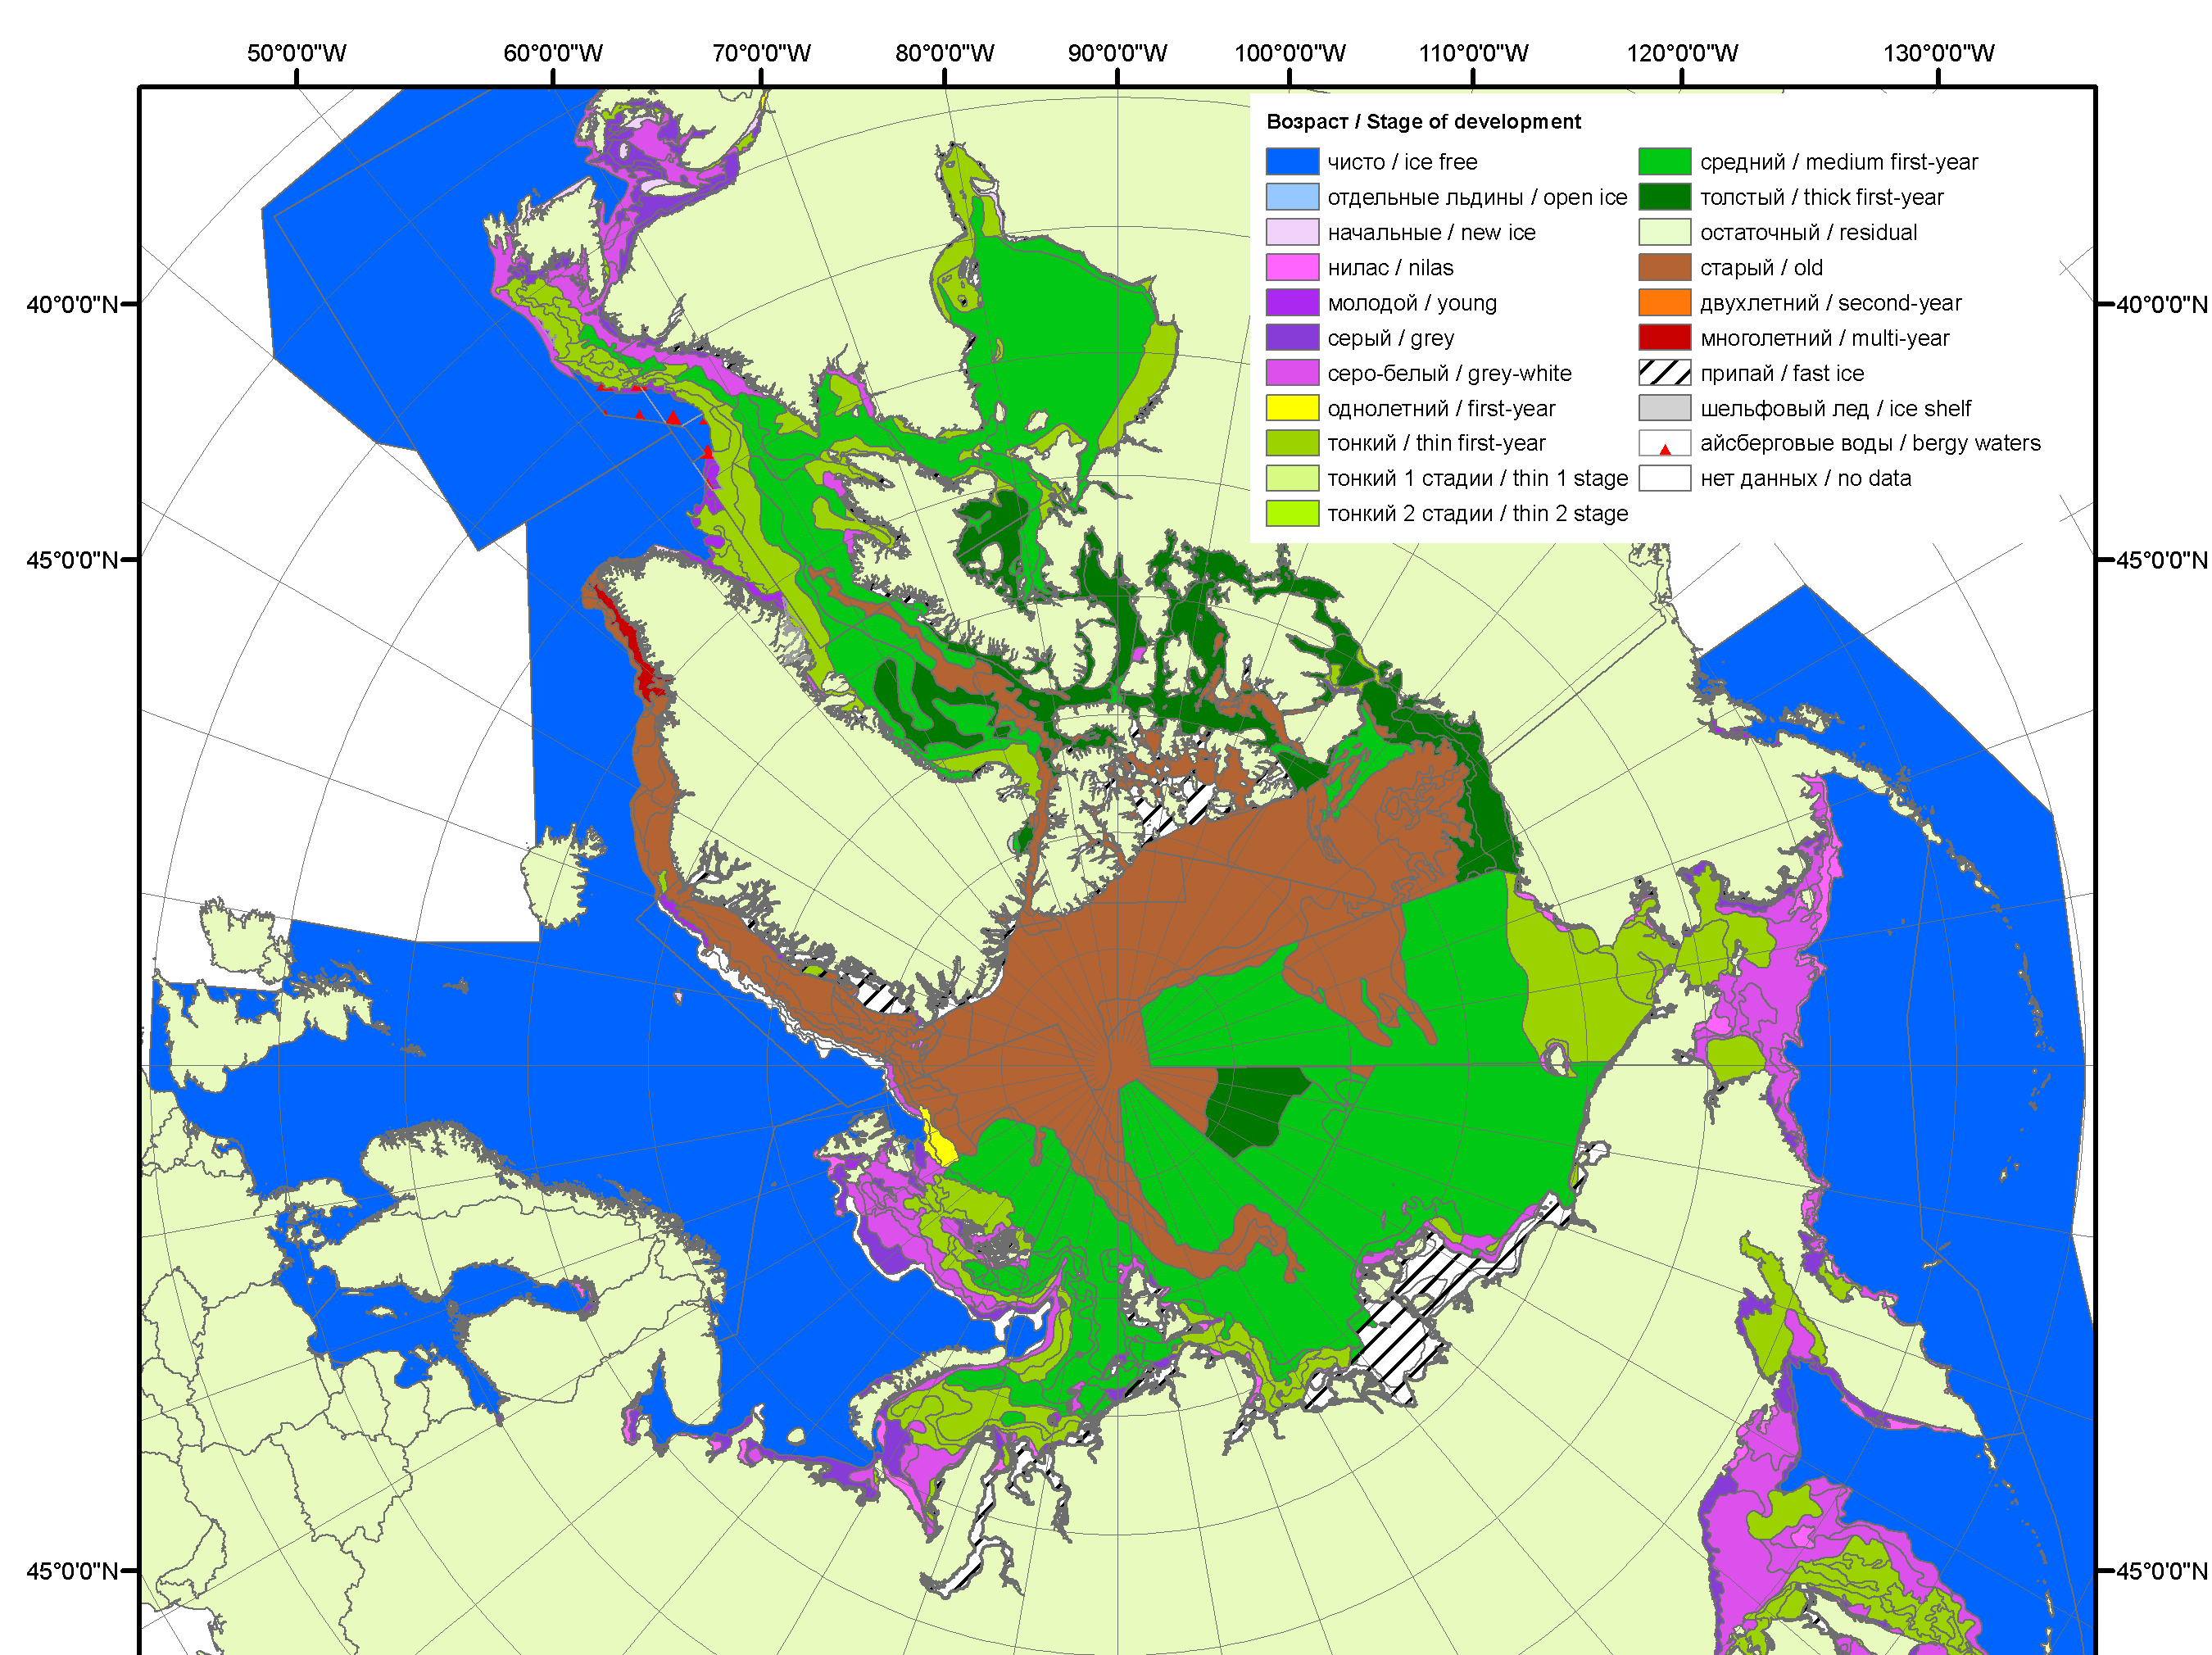 50°0'0"W 60°0'0"W 70°0'0"W 80°0'0"W 90°0'0"W 100°0'0"W 110°0'0"W 120°0'0"W 130°0'0"W
Возраст / Stage of development
чисто / ice free
отдельные льдины / open ice
начальные / new ice
нилас / nilas
молодой / young
серый / grey
серо-белый / grey-white
однолетний / first-year
тонкий / thin first-year
тонкий 1 стадии / thin 1 stage
тонкий 2 стадии / thin 2 stage
средний / medium first-year
толстый / thick first-year
остаточный / residual
старый / old
двухлетний / second-year
многолетний / multi-year
припай / fast ice
шельфовый лед / ice shelf
айсберговые воды / bergy waters
нет данных / no data
40°0'0"N 40°0'0"N
45°0'0"N 45°0'0"N
45°0'0"N 45°0'0"N